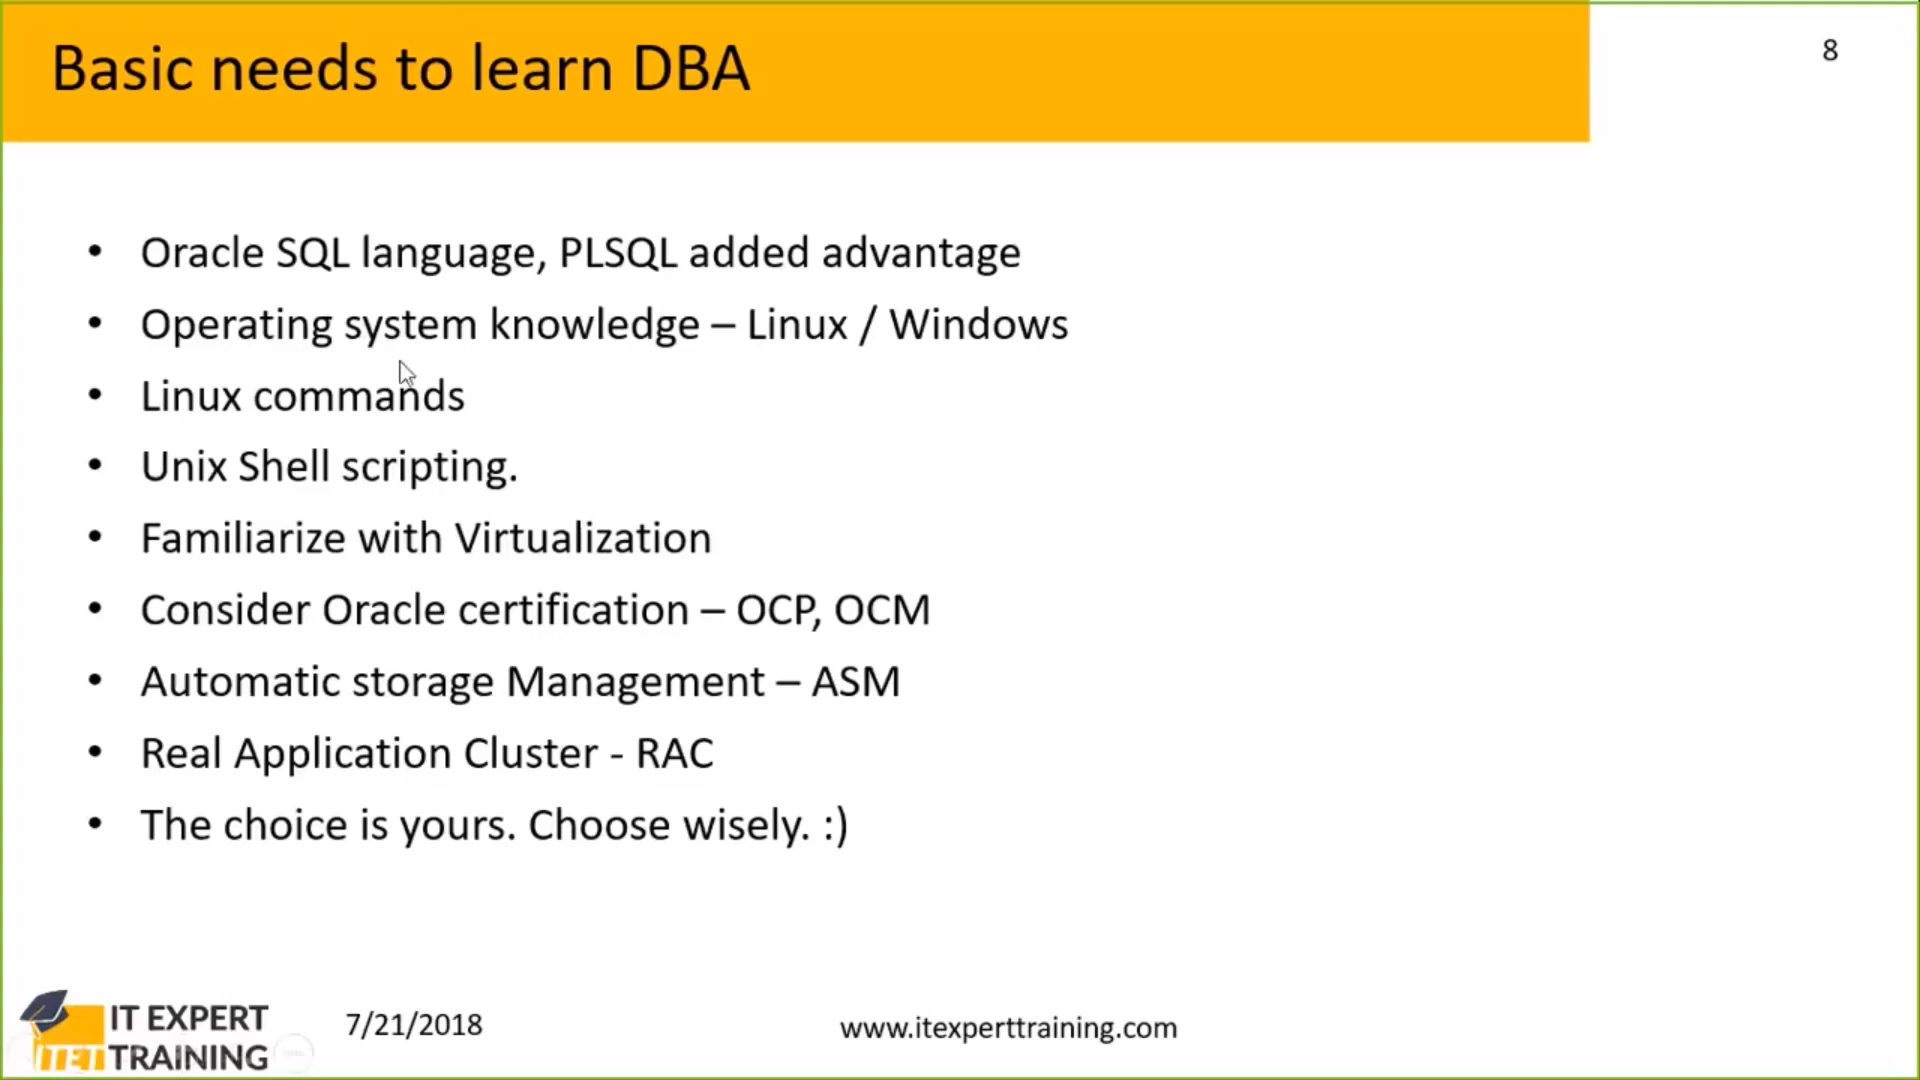 Basic needs to learn DBA
8
• Oracle SQL language, PLSQL added advantage
• Operating system knowledge – Linux / Windows
• Linux commands
• Unix Shell scripting.
• Familiarize with Virtualization
• Consider Oracle certification – OCP, OCM
• Automatic storage Management – ASM
• Real Application Cluster - RAC
• The choice is yours. Choose wisely. :)
IT EXPERT
ITET TRAINING
7/21/2018
www.itexperttraining.com